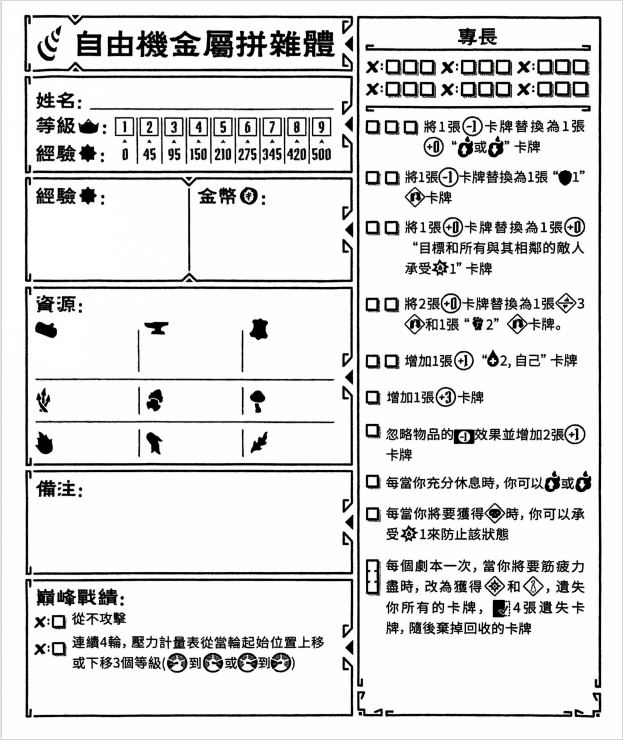 自由機金屬拼雜體
姓名:
等級: 1 2 3 4 5 6 7 8 9
經驗: 0 45 95 150 210 275 345 420 500
經驗: 金幣:
資源:
備注:
巔峰戰績:
×:□ 從不攻擊
×:□ 連續4輪, 壓力計量表從當輪起始位置上移
或下移3個等級(到或到)
專長
×:□□□ ×:□□□ ×:□□□
×:□□□ ×:□□□ ×:□□□
□□□ 將1張-1卡牌替換為1張
+0 “或” 卡牌
□□ 將1張-1卡牌替換為1張 “1”
卡牌
□□ 將1張+0卡牌替換為1張+0
“目標和所有與其相鄰的敵人
承受1” 卡牌
□□ 將2張+0卡牌替換為1張3
和1張 “2” 卡牌。
□□ 增加1張+1 “2, 自己” 卡牌
□ 增加1張+3卡牌
□ 忽略物品的-1效果並增加2張+1
卡牌
□ 每當你充分休息時, 你可以或
□ 每當你將要獲得時, 你可以承
受1來防止該狀態
每個劇本一次, 當你將要筋疲力
盡時, 改為獲得和, 遺失
你所有的卡牌, 4張遺失卡
牌, 隨後棄掉回收的卡牌